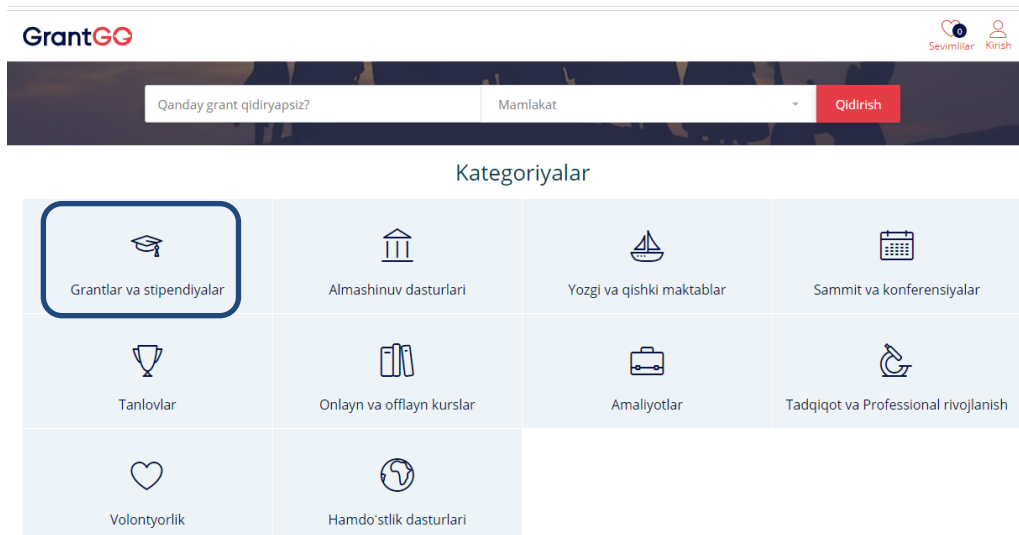 GrantGO
0
Sevimlilar Kirish
Qanday grant qidiryapsiz? Mamlakat Qidirish
Kategoriyalar
Grantlar va stipendiyalar Almashinuv dasturlari Yozgi va qishki maktablar Sammit va konferensiyalar
Tanlovlar Onlayn va offlayn kurslar Amaliyotlar Tadqiqot va Professional rivojlanish
Volontyorlik Hamdo'stlik dasturlari